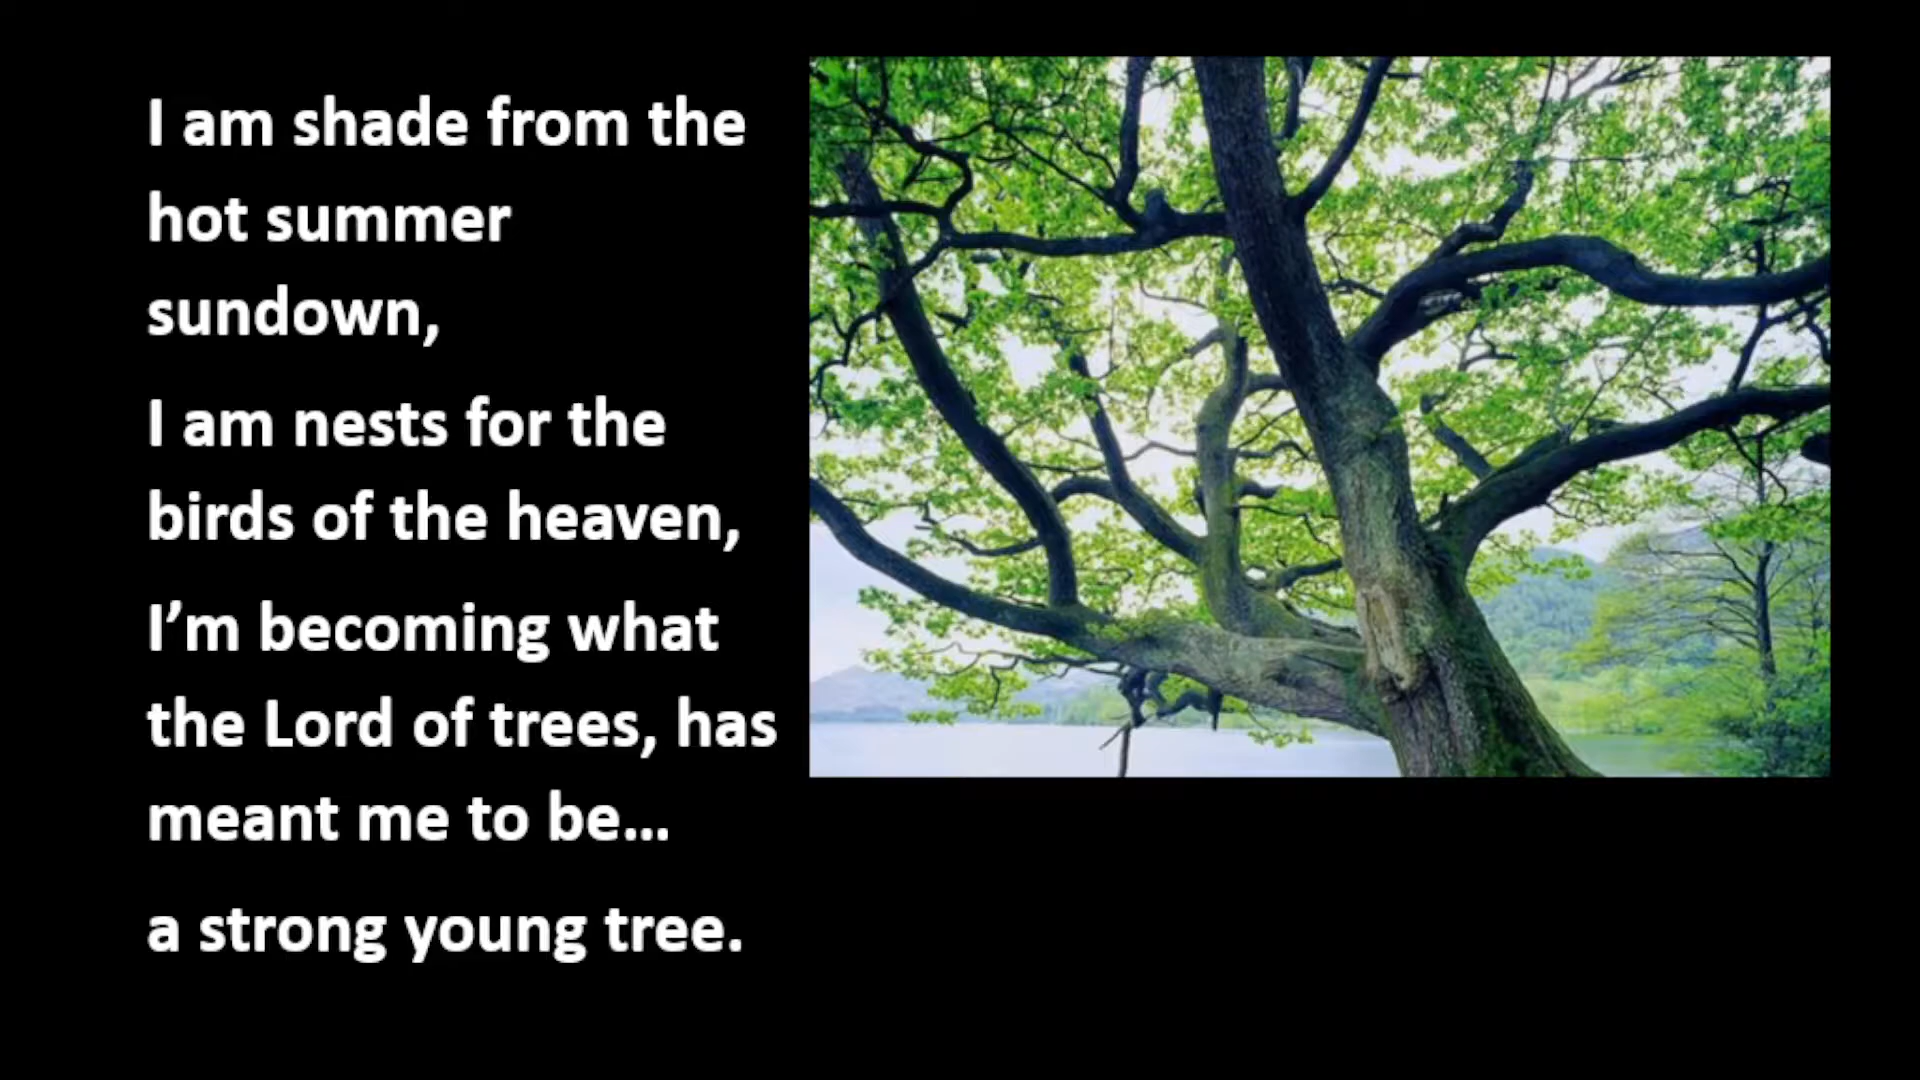 I am shade from the
hot summer
sundown,
I am nests for the
birds of the heaven,
I’m becoming what
the Lord of trees, has
meant me to be...
a strong young tree.